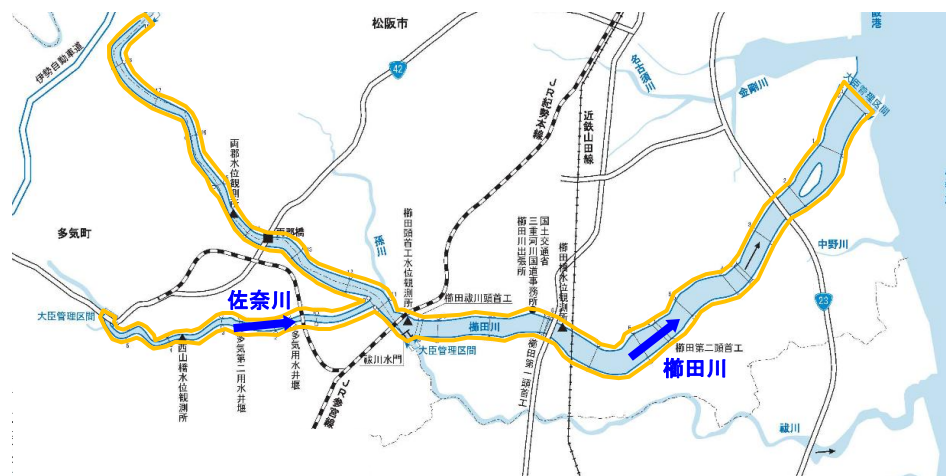 松阪市
伊勢自動車道
42
JR紀勢本線
名古須川
金剛川
大臣管理区間
近鉄山田線
両郡水位観測所
両郡橋
多気町
孫川
櫛田頭首工水位観測所
国土交通省
三重河川国道事務所
櫛田川出張所
櫛田橋水位観測所
中野川
23
佐奈川
櫛田祓川頭首工
櫛田川
大臣管理区間
西山橋水位観測所
多気第二用水井堰
多気用水井堰
祓川水門
JR参宮線
大臣管理区間
櫛田第一頭首工
櫛田第二頭首工
櫛田川
祓川